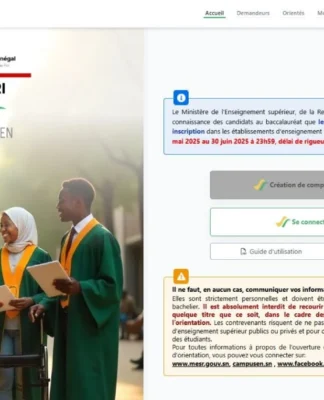 Accueil Demandeurs Orientés
négal
RI
EN
Le Ministère de l'Enseignement supérieur, de la Re
connaissance des candidats au baccalauréat que le
inscription dans les établissements d'enseignement
mai 2025 au 30 juin 2025 à 23h59, délai de rigueu
Création de comp
Se connect
Guide d'utilisation
Il ne faut, en aucun cas, communiquer vos inform
Elles sont strictement personnelles et doivent êt
bachelier. Il est absolument interdit de recourir
quelque titre que ce soit, dans le cadre de
l'orientation. Les contrevenants risquent de ne pas
d'enseignement supérieur publics ou privés et pour c
des étudiants.
Pour toutes informations à propos de l'ouverture
d'orientation, vous pouvez vous connecter sur:
www.mesr.gouv.sn, campusen.sn, www.facebook.